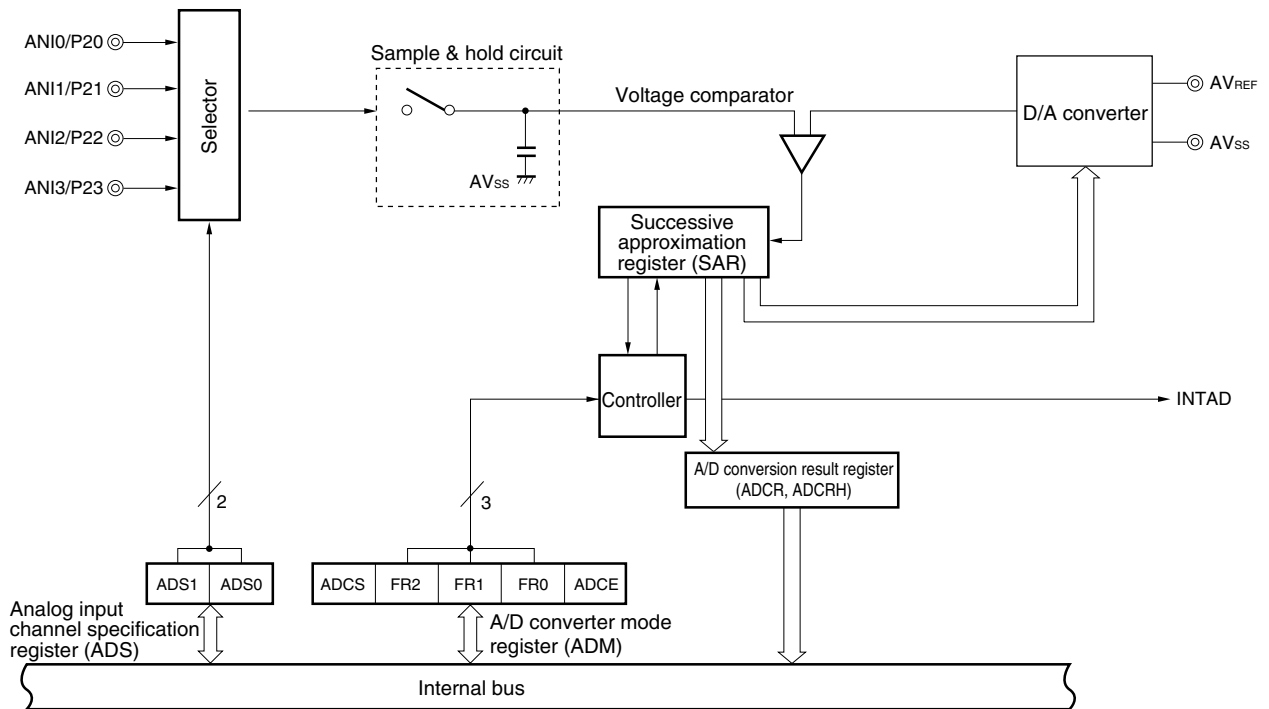 ANI0/P20
ANI1/P21
ANI2/P22
ANI3/P23
Selector
Sample & hold circuit
AVSS
Voltage comparator
D/A converter
AVREF
AVSS
Successive
approximation
register (SAR)
Controller
INTAD
A/D conversion result register
(ADCR, ADCRH)
2
3
ADS1 ADS0
ADCS FR2 FR1 FR0 ADCE
Analog input
channel specification
register (ADS)
A/D converter mode
register (ADM)
Internal bus